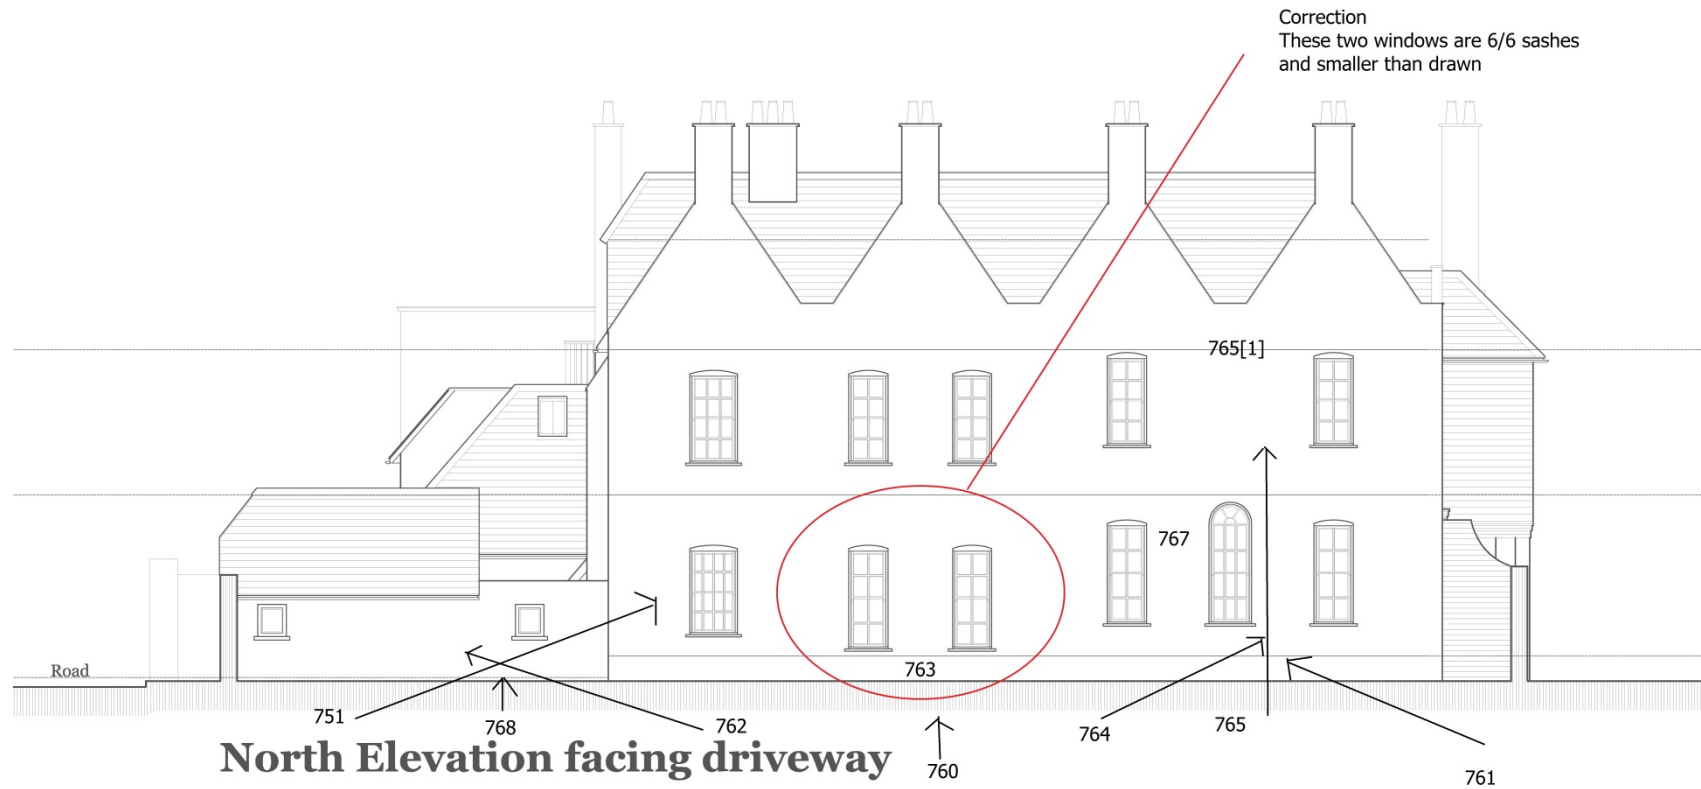 Correction
These two windows are 6/6 sashes
and smaller than drawn
765[1]
767
763
Road
751
768
762
760
764
765
761
North Elevation facing driveway